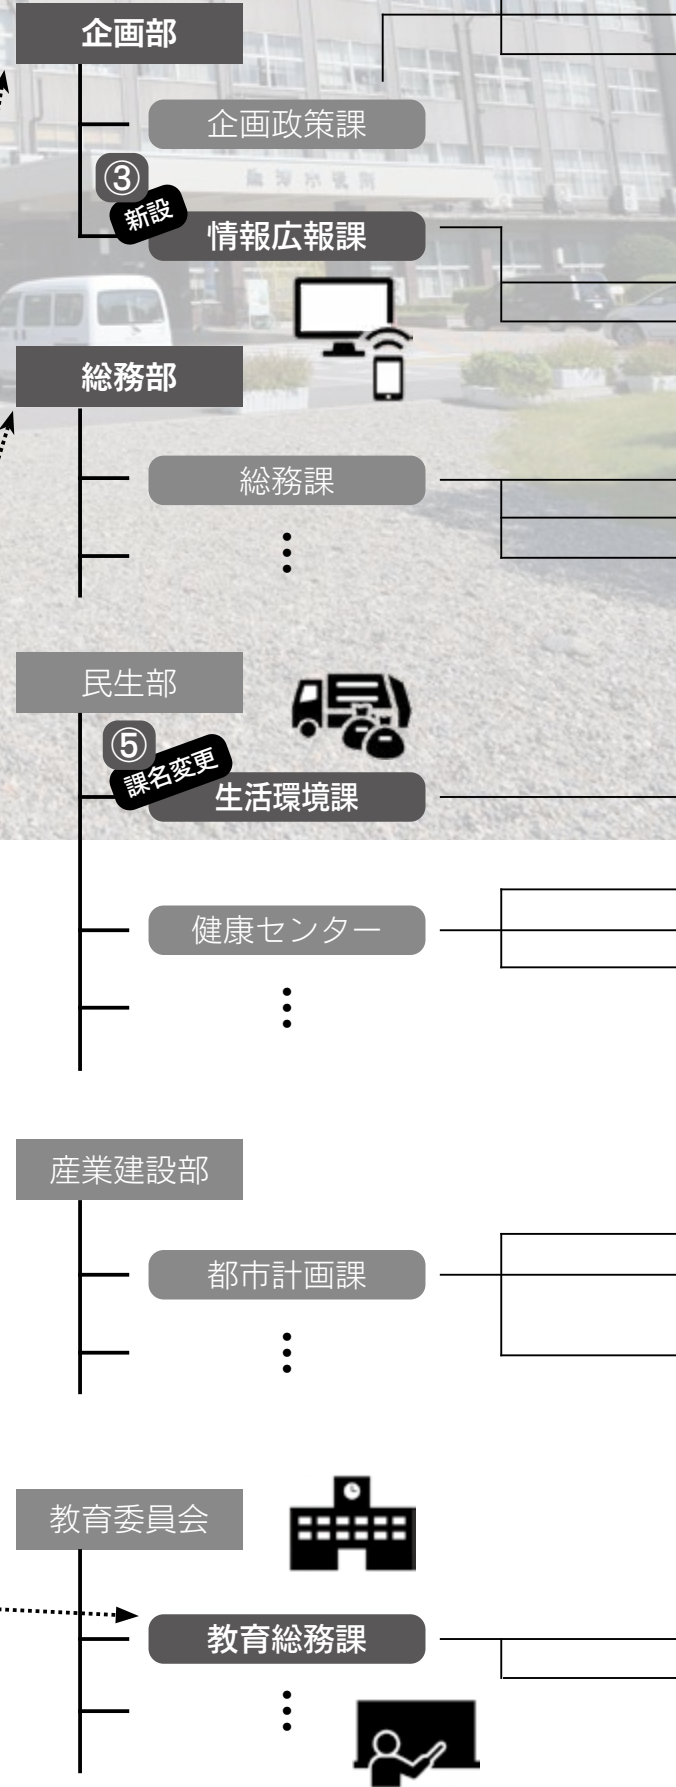 企画部
企画政策課
③
新設
情報広報課
総務部
総務課
民生部
⑤
課名変更
生活環境課
健康センター
産業建設部
都市計画課
教育委員会
教育総務課